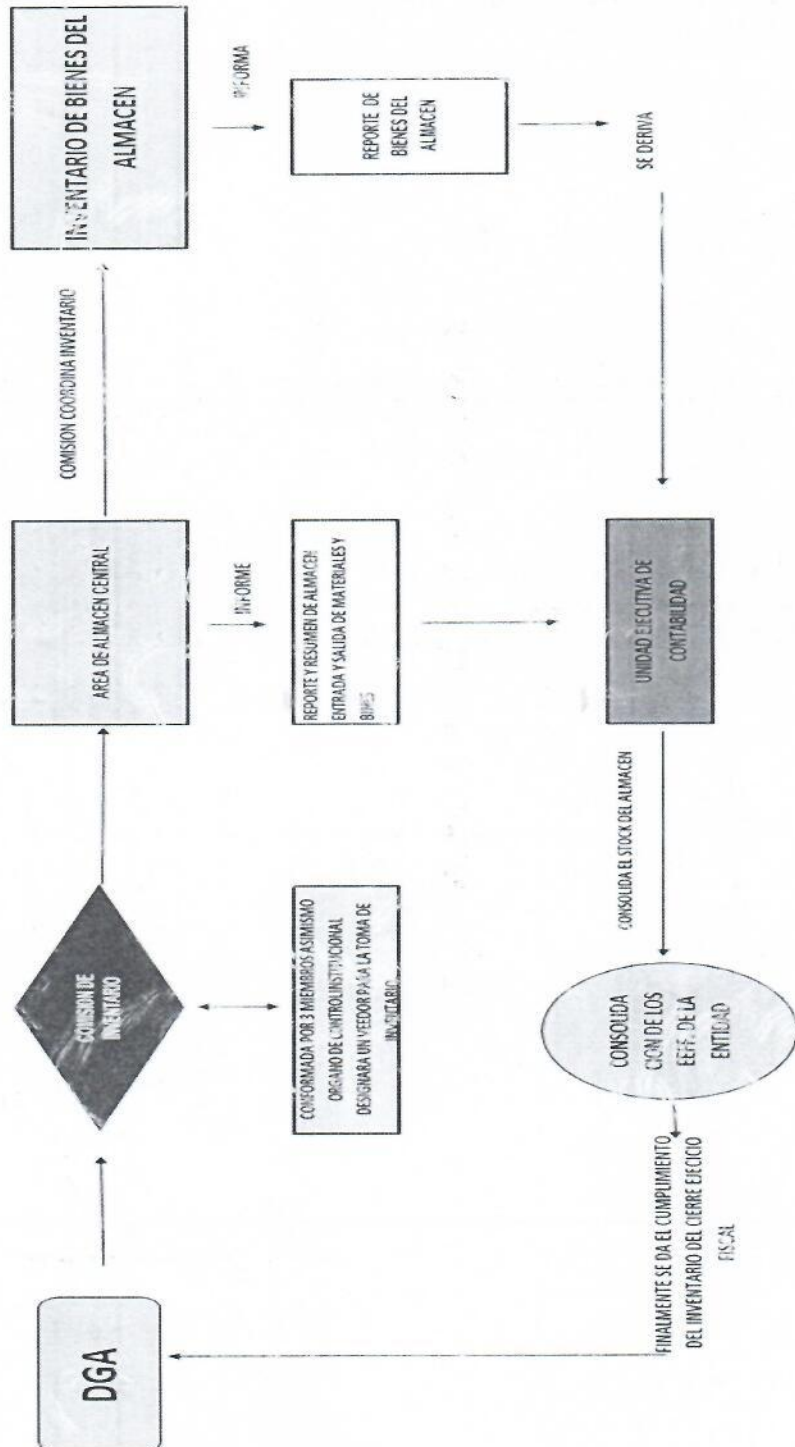 DGA
COMISION DE
INVENTARIO
CONFORMADA POR 3 MIEMBROS ASIMISMO
ORGANO DE CONTROL INSTITUCIONAL
DESIGNARA UN VEEDOR PARA LA TOMA DE
INVENTARIO
AREA DE ALMACEN CENTRAL
INFORME
REPORTE Y RESUMEN DE ALMACEN
ENTRADA Y SALIDA DE MATERIALES Y
BIENES
COMISION COORDINA INVENTARIO
INVENTARIO DE BIENES DEL
ALMACEN
INFORMA
REPORTE DE
BIENES DEL
ALMACEN
SE DERIVA
UNIDAD EJECUTIVA DE
CONTABILIDAD
CONSOLIDA EL STOCK DEL ALMACEN
CONSOLIDA
CION DE LOS
EEFF. DE LA
ENTIDAD
FINALMENTE SE DA EL CUMPLIMIENTO
DEL INVENTARIO DEL CIERRE EJECICIO
FISCAL